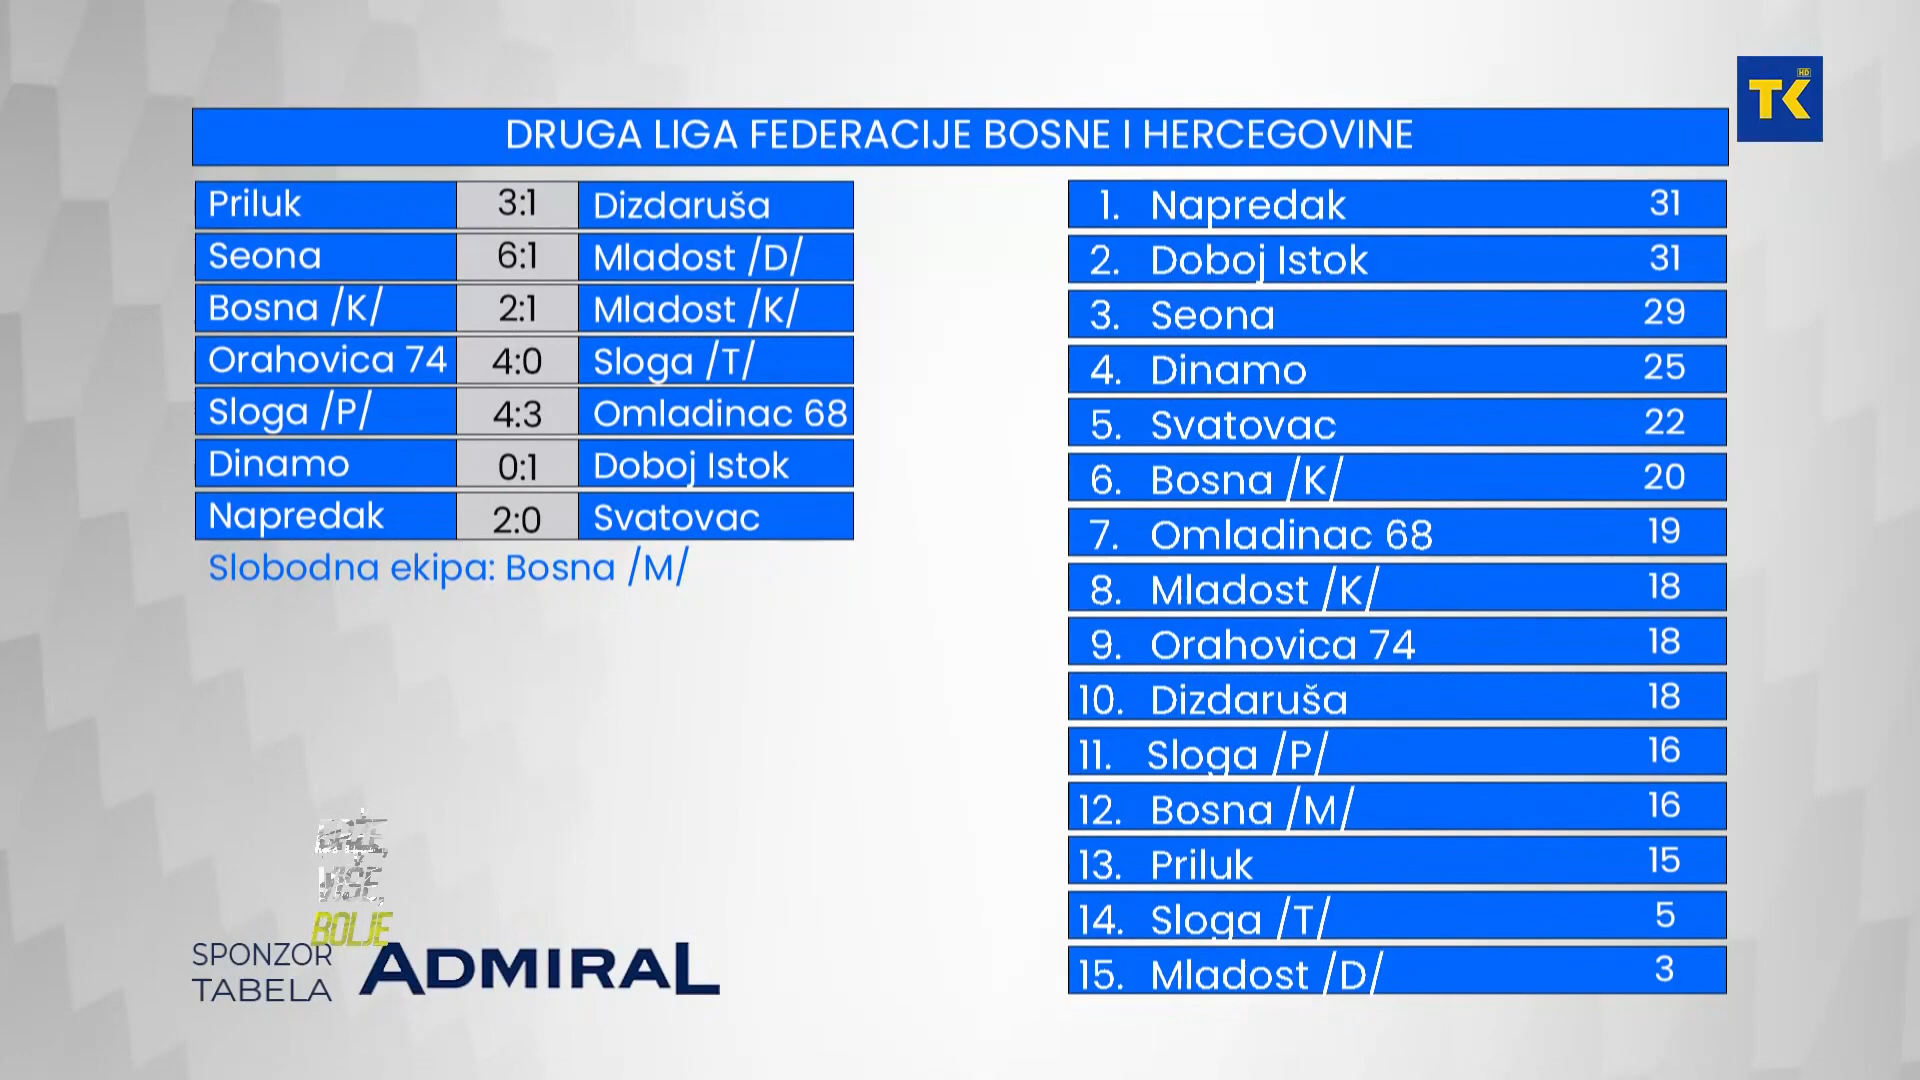 HD
TK
DRUGA LIGA FEDERACIJE BOSNE I HERCEGOVINE
Priluk 3:1 Dizdaruša
Seona 6:1 Mladost /D/
Bosna /K/ 2:1 Mladost /K/
Orahovica 74 4:0 Sloga /T/
Sloga /P/ 4:3 Omladinac 68
Dinamo 0:1 Doboj Istok
Napredak 2:0 Svatovac
Slobodna ekipa: Bosna /M/
1. Napredak 31
2. Doboj Istok 31
3. Seona 29
4. Dinamo 25
5. Svatovac 22
6. Bosna /K/ 20
7. Omladinac 68 19
8. Mladost /K/ 18
9. Orahovica 74 18
10. Dizdaruša 18
11. Sloga /P/ 16
12. Bosna /M/ 16
13. Priluk 15
14. Sloga /T/ 5
15. Mladost /D/ 3
VIŠE,
BOLJE
SPONZOR
TABELA
ADMIRAL